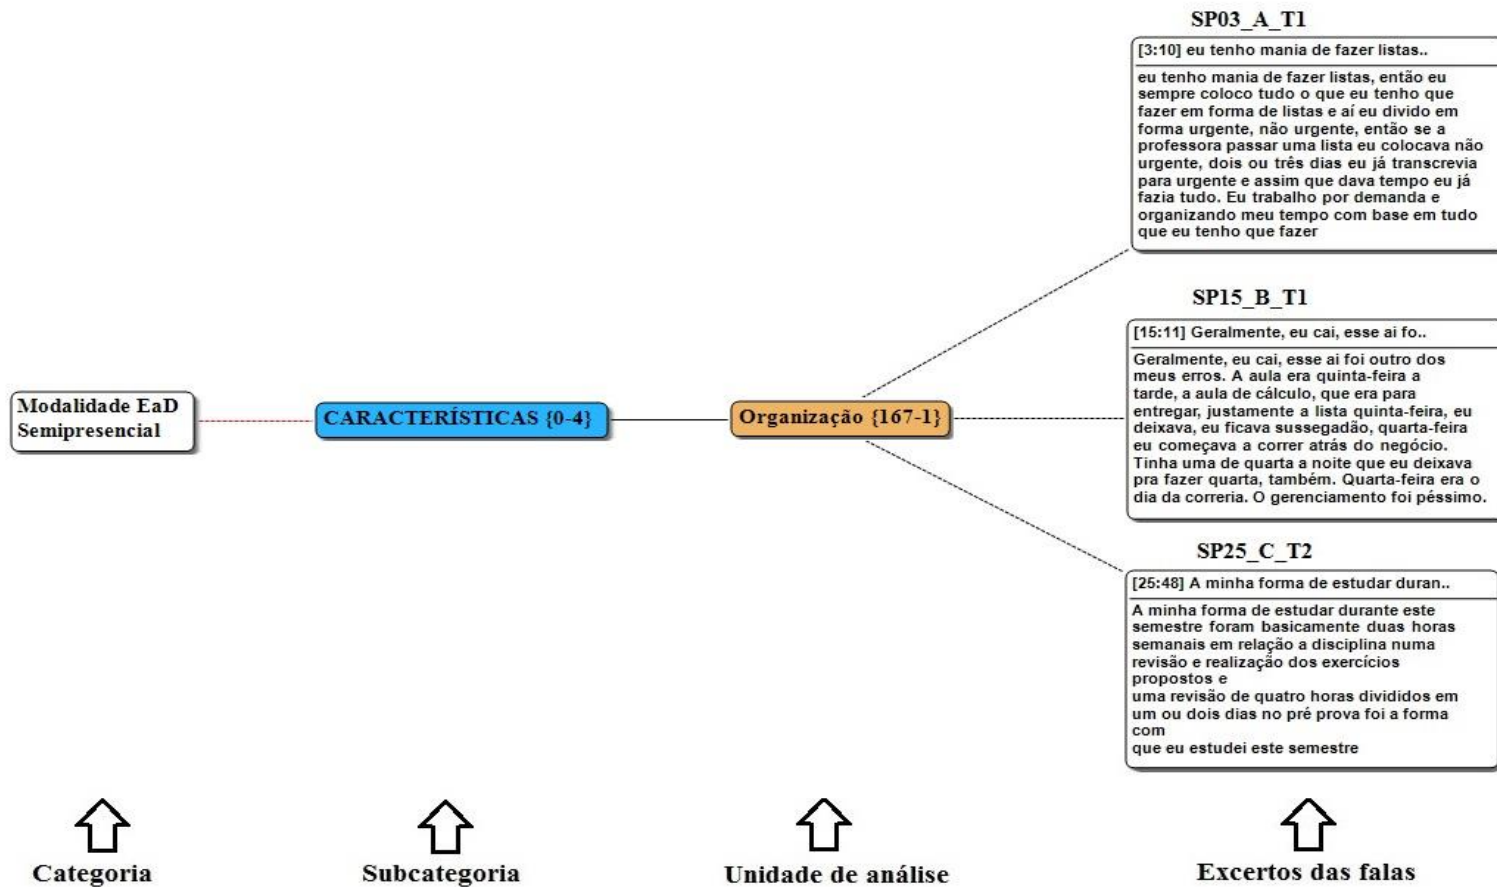 SP03_A_T1
[3:10] eu tenho mania de fazer listas..
eu tenho mania de fazer listas, então eu
sempre coloco tudo o que eu tenho que
fazer em forma de listas e aí eu divido em
forma urgente, não urgente, então se a
professora passar uma lista eu colocava não
urgente, dois ou três dias eu já transcrevia
para urgente e assim que dava tempo eu já
fazia tudo. Eu trabalho por demanda e
organizando meu tempo com base em tudo
que eu tenho que fazer
SP15_B_T1
[15:11] Geralmente, eu cai, esse ai fo..
Geralmente, eu cai, esse ai foi outro dos
meus erros. A aula era quinta-feira a
tarde, a aula de cálculo, que era para
entregar, justamente a lista quinta-feira, eu
deixava, eu ficava sussegadão, quarta-feira
eu começava a correr atrás do negócio.
Tinha uma de quarta a noite que eu deixava
pra fazer quarta, também. Quarta-feira era o
dia da correria. O gerenciamento foi péssimo.
Modalidade EaD
Semipresencial
CARACTERÍSTICAS {0-4}
Organização {167-1}
SP25_C_T2
[25:48] A minha forma de estudar duran..
A minha forma de estudar durante este
semestre foram basicamente duas horas
semanais em relação a disciplina numa
revisão e realização dos exercícios
propostos e
uma revisão de quatro horas divididos em
um ou dois dias no pré prova foi a forma
com
que eu estudei este semestre
Categoria
Subcategoria
Unidade de análise
Excertos das falas